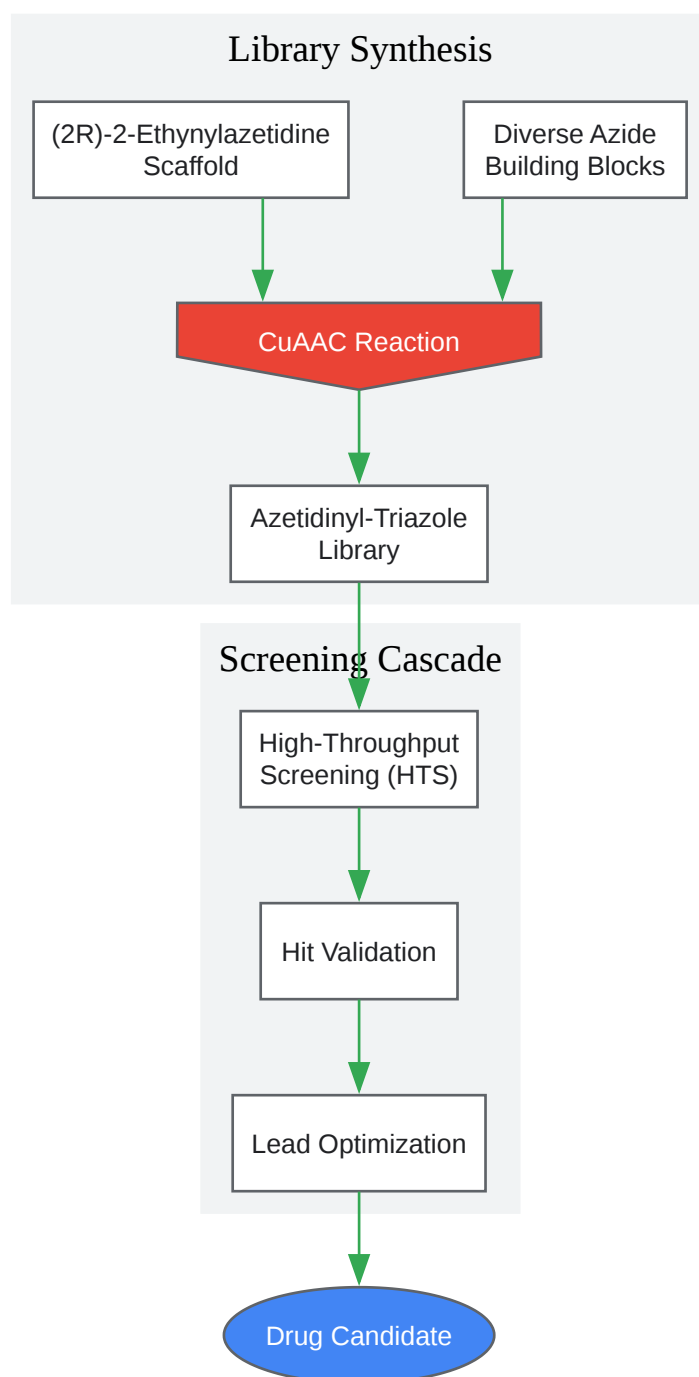 Library Synthesis
(2R)-2-Ethynylazetidine
Scaffold
Diverse Azide
Building Blocks
CuAAC Reaction
Azetidinyl-Triazole
Library
Screening Cascade
High-Throughput
Screening (HTS)
Hit Validation
Lead Optimization
Drug Candidate